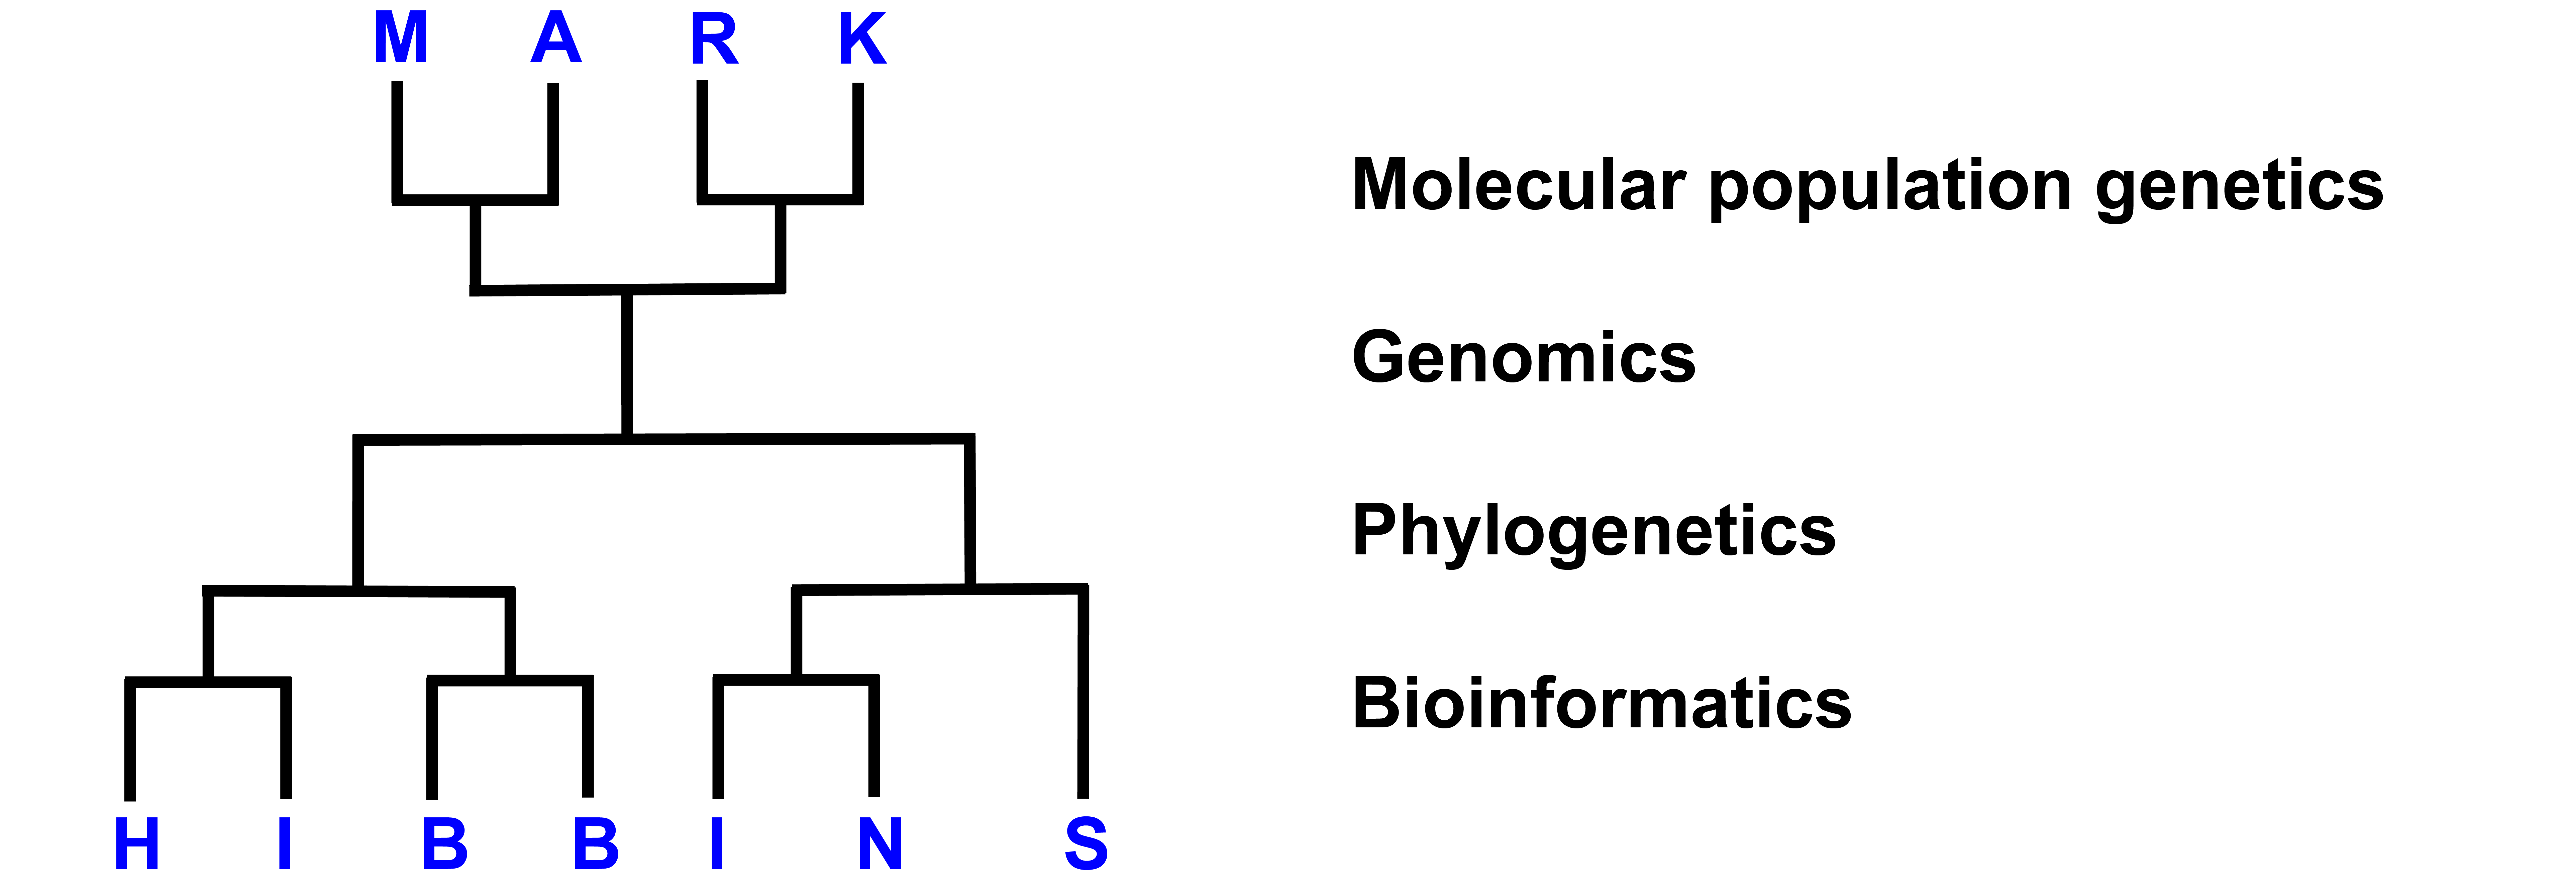 M A R K
Molecular population genetics
Genomics
Phylogenetics
Bioinformatics
H I B B I N S